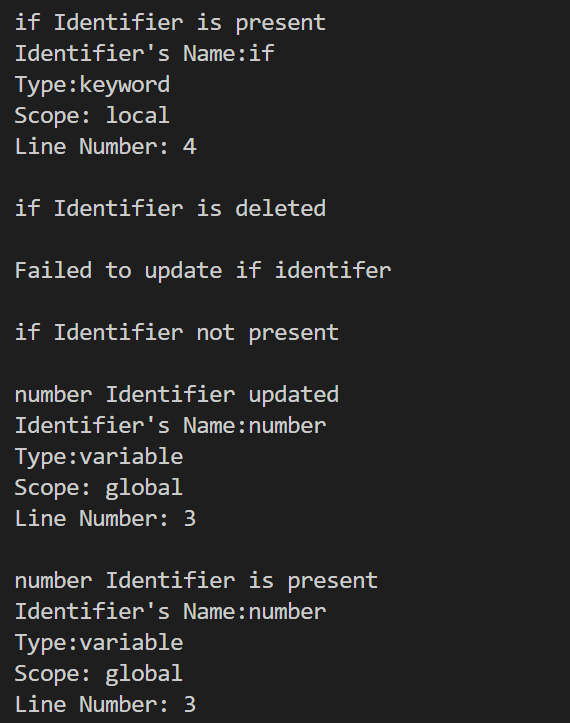 if Identifier is present
Identifier's Name:if
Type:keyword
Scope: local
Line Number: 4
if Identifier is deleted
Failed to update if identifer
if Identifier not present
number Identifier updated
Identifier's Name:number
Type:variable
Scope: global
Line Number: 3
number Identifier is present
Identifier's Name:number
Type:variable
Scope: global
Line Number: 3